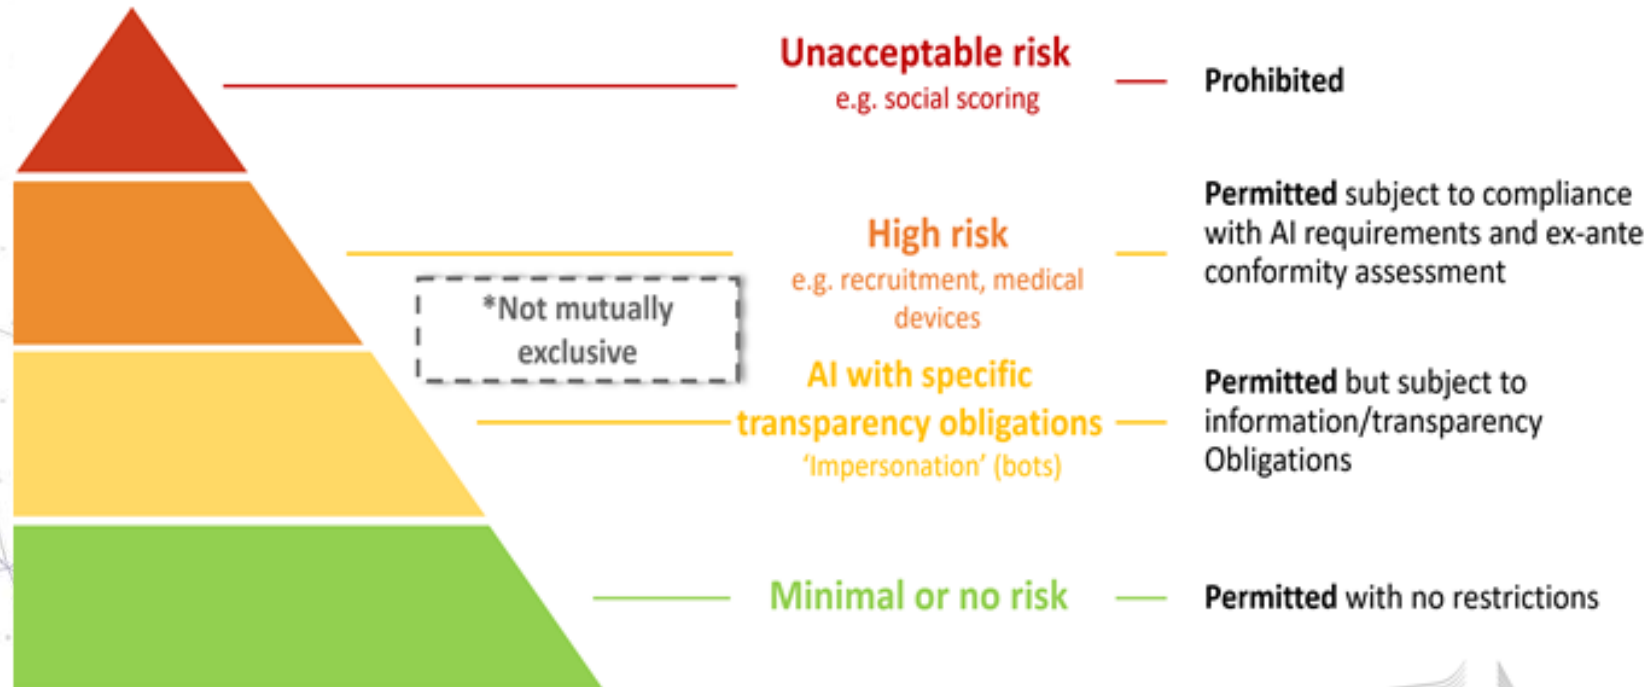 Unacceptable risk
e.g. social scoring
Prohibited
High risk
e.g. recruitment, medical
devices
Permitted subject to compliance
with AI requirements and ex-ante
conformity assessment
*Not mutually
exclusive
AI with specific
transparency obligations
‘Impersonation’ (bots)
Permitted but subject to
information/transparency
Obligations
Minimal or no risk
Permitted with no restrictions